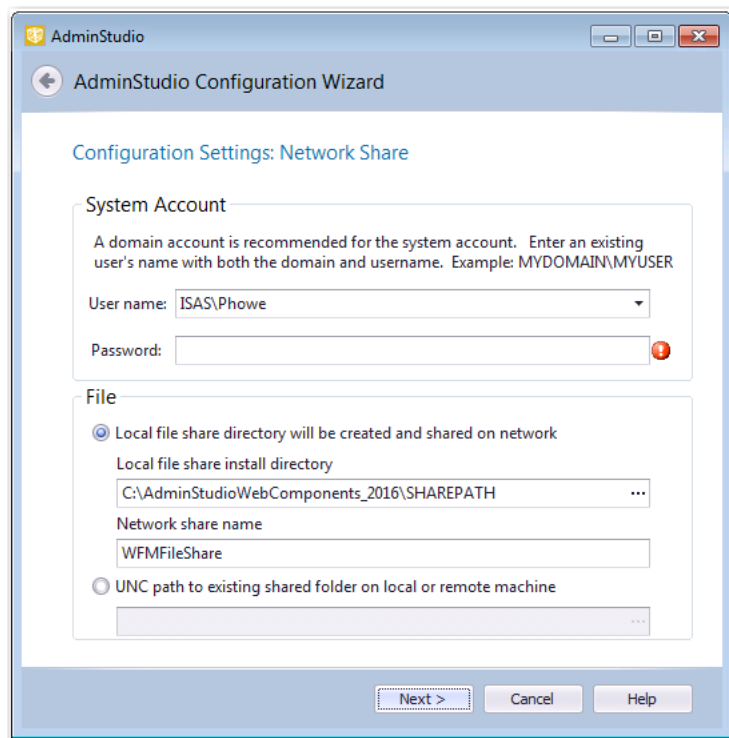 AdminStudio
AdminStudio Configuration Wizard
Configuration Settings: Network Share
System Account
A domain account is recommended for the system account. Enter an existing
user's name with both the domain and username. Example: MYDOMAIN\MYUSER
User name: ISAS\Phowe
Password:
File
Local file share directory will be created and shared on network
Local file share install directory
C:\AdminStudioWebComponents_2016\SHAREPATH ...
Network share name
WFMFileShare
UNC path to existing shared folder on local or remote machine
...
Next > Cancel Help